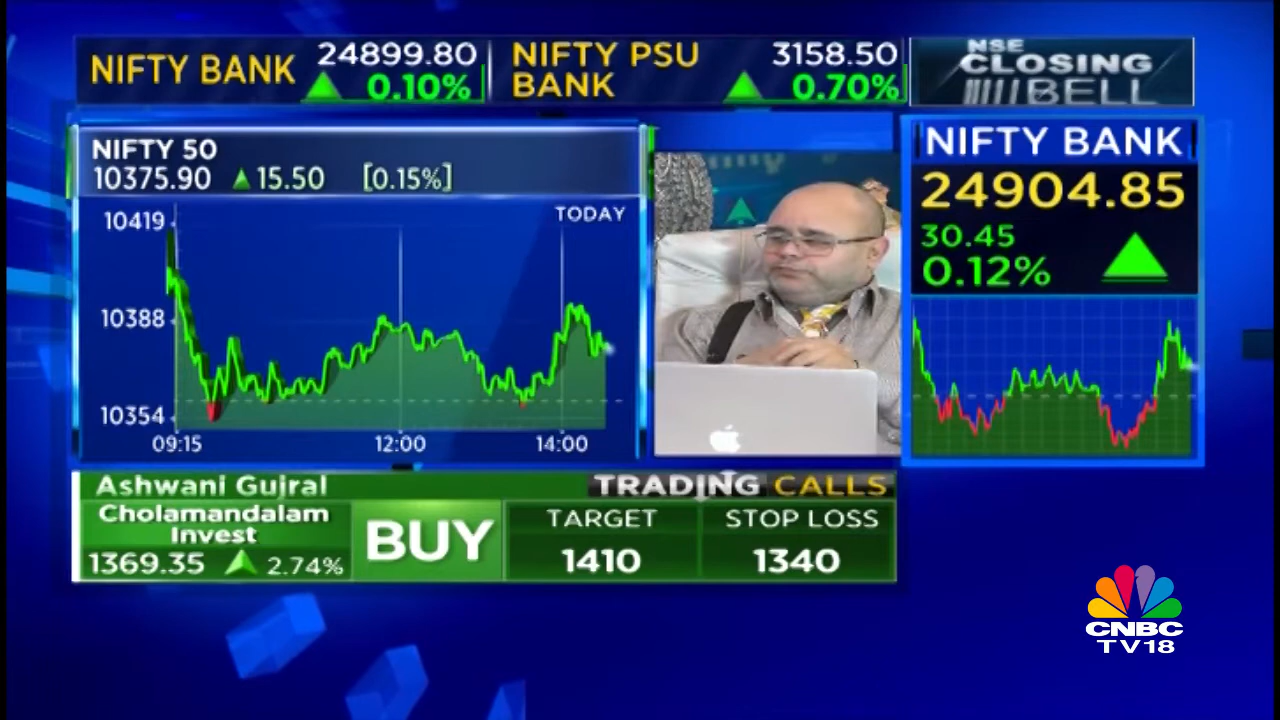 NIFTY BANK 24899.80 0.10%
NIFTY PSU BANK 3158.50 0.70%
NSE CLOSING BELL
NIFTY 50
10375.90 15.50 [0.15%]
TODAY
10419
10388
10354
09:15 12:00 14:00
NIFTY BANK
24904.85
30.45
0.12%
Ashwani Gujral
TRADING CALLS
Cholamandalam
Invest
1369.35 2.74%
BUY
TARGET
1410
STOP LOSS
1340
CNBC
TV18